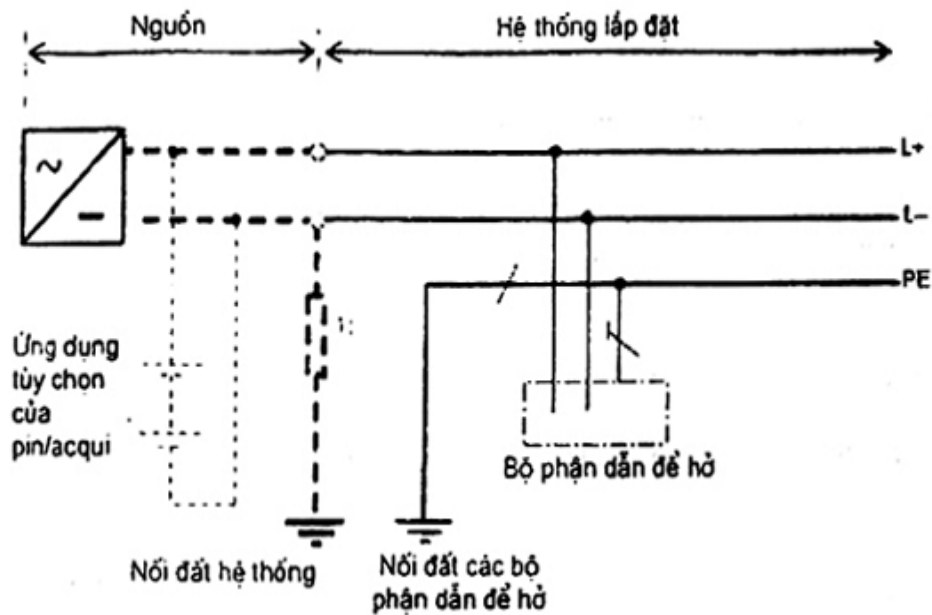 Nguồn
Hệ thống lắp đặt
L+
L-
PE
Ứng dụng
tùy chọn
của
pin/acqui
Bộ phận dẫn để hở
Nối đất hệ thống
Nối đất các bộ
phận dẫn để hở